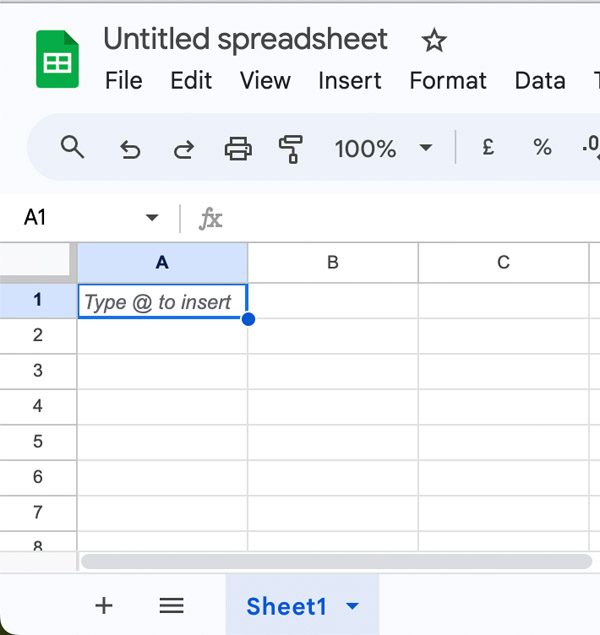 Untitled spreadsheet
File Edit View Insert Format Data
100% £ % .0
A1 fx
A B C
1 Type @ to insert
2
3
4
5
6
7
8
Sheet1